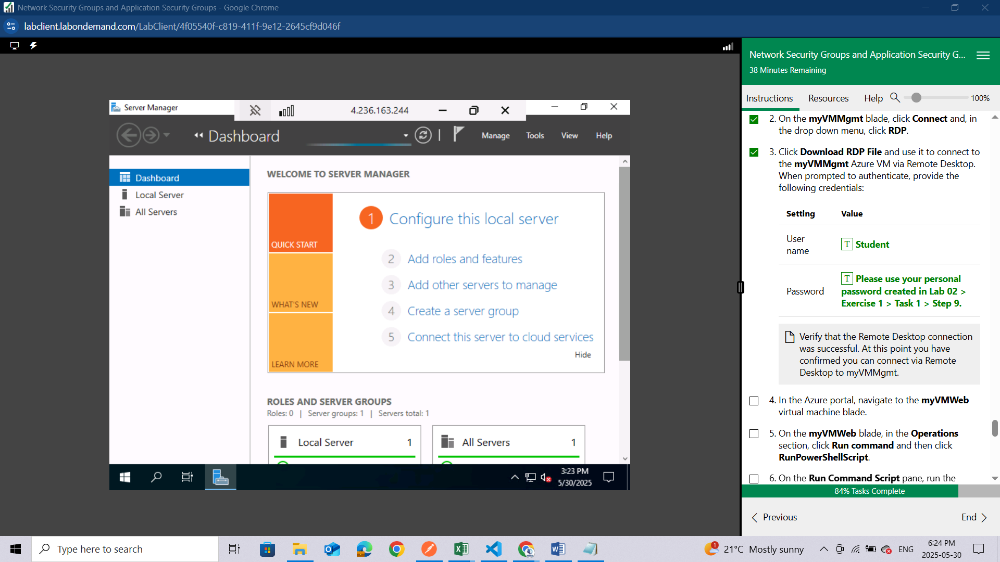 Network Security Groups and Application Security Groups - Google Chrome
labclient.labondemand.com/LabClient/4f05540f-c819-411f-9e12-2645cf9d046f
Server Manager
4.236.163.244
Dashboard
Manage
Tools
View
Help
Dashboard
Local Server
All Servers
WELCOME TO SERVER MANAGER
QUICK START
WHAT'S NEW
LEARN MORE
1 Configure this local server
2 Add roles and features
3 Add other servers to manage
4 Create a server group
5 Connect this server to cloud services
Hide
ROLES AND SERVER GROUPS
Roles: 0 | Server groups: 1 | Servers total: 1
Local Server 1
All Servers 1
3:23 PM
5/30/2025
Network Security Groups and Application Security G...
38 Minutes Remaining
Instructions
Resources
Help
100%
2. On the myVMMgmt blade, click Connect and, in
the drop down menu, click RDP.
3. Click Download RDP File and use it to connect to
the myVMMgmt Azure VM via Remote Desktop.
When prompted to authenticate, provide the
following credentials:
Setting Value
User
name
T Student
Password
T Please use your personal
password created in Lab 02 >
Exercise 1 > Task 1 > Step 9.
Verify that the Remote Desktop connection
was successful. At this point you have
confirmed you can connect via Remote
Desktop to myVMMgmt.
4. In the Azure portal, navigate to the myVMWeb
virtual machine blade.
5. On the myVMWeb blade, in the Operations
section, click Run command and then click
RunPowerShellScript.
6. On the Run Command Script pane, run the
84% Tasks Complete
Previous
End
Type here to search
1
21°C Mostly sunny
ENG
6:24 PM
2025-05-30